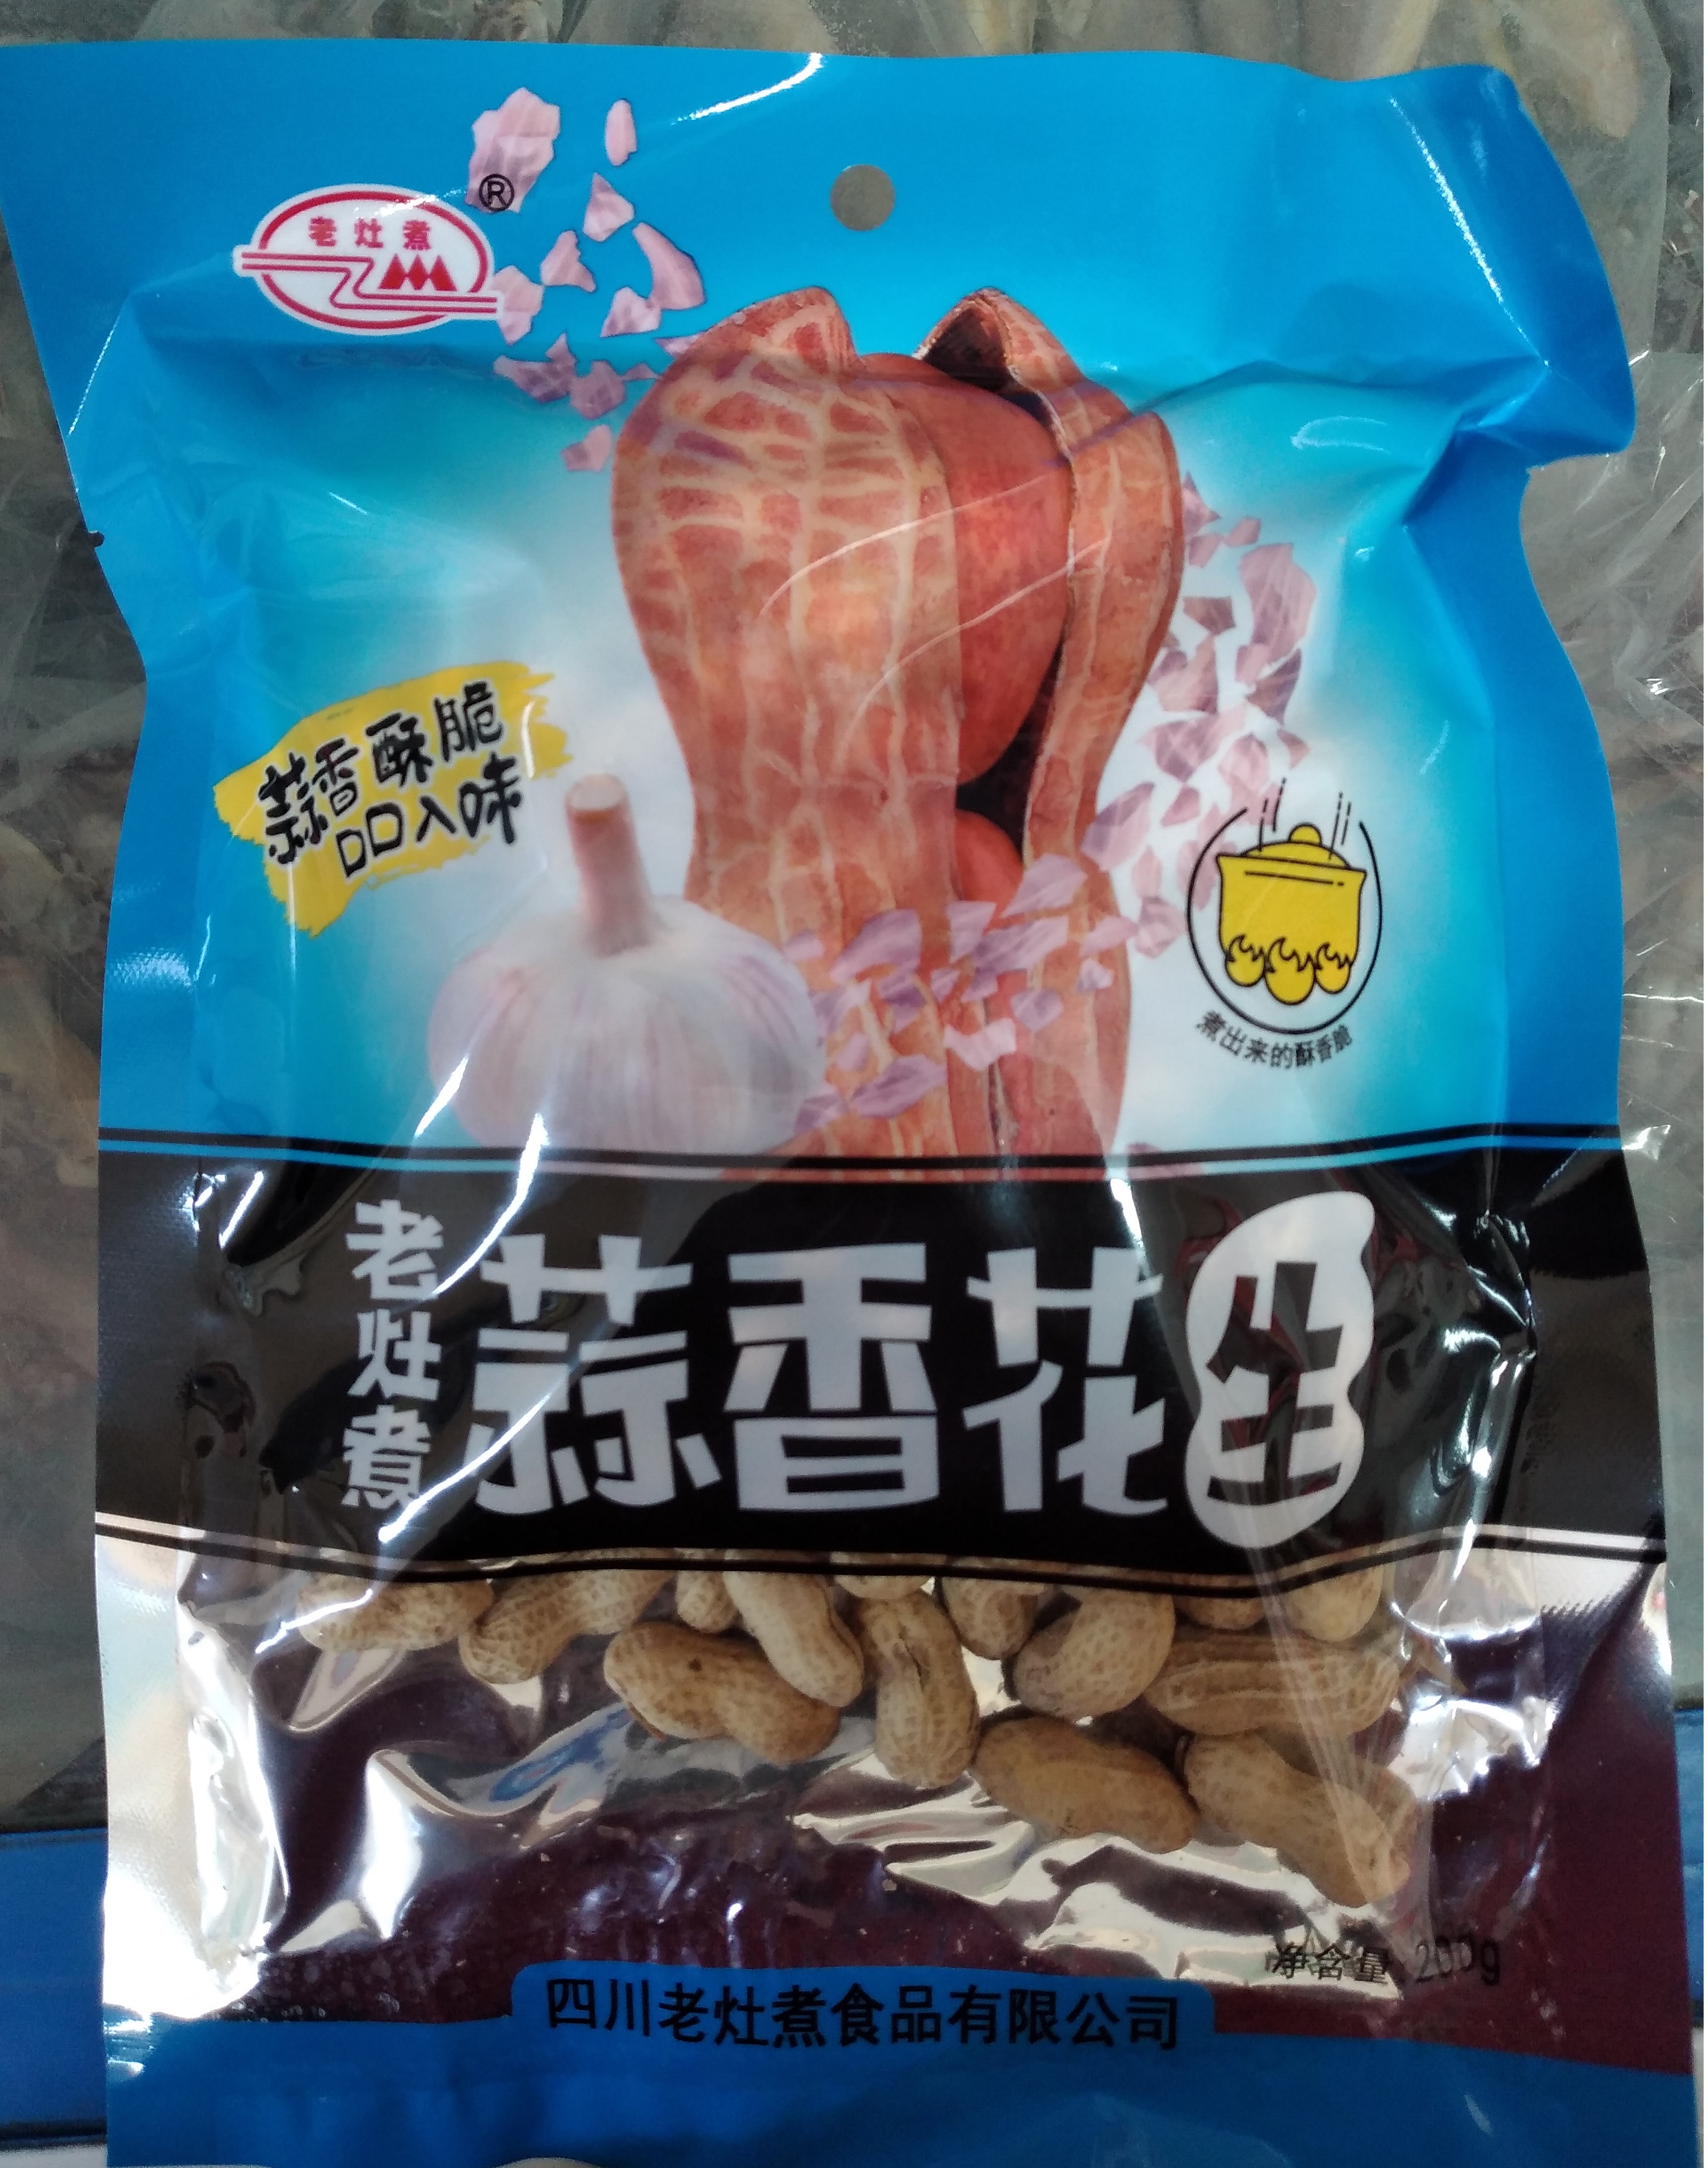 老灶煮
®
蒜香酥脆
口口入味
煮出来的酥香脆
老灶煮
蒜香花生
净含量:200g
四川老灶煮食品有限公司